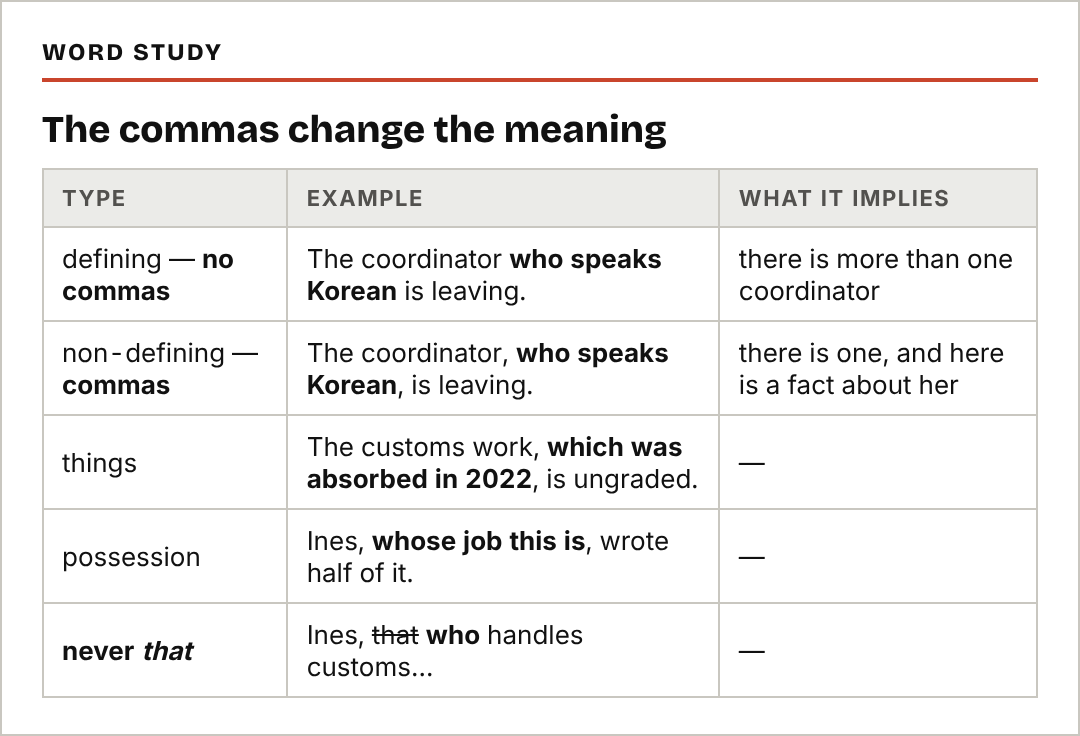 WORD STUDY
The commas change the meaning
TYPE EXAMPLE WHAT IT IMPLIES
defining — no commas
The coordinator who speaks Korean is leaving.
there is more than one coordinator
non-defining — commas
The coordinator, who speaks Korean, is leaving.
there is one, and here is a fact about her
things
The customs work, which was absorbed in 2022, is ungraded.
—
possession
Ines, whose job this is, wrote half of it.
—
never that
Ines, that who handles customs…
—